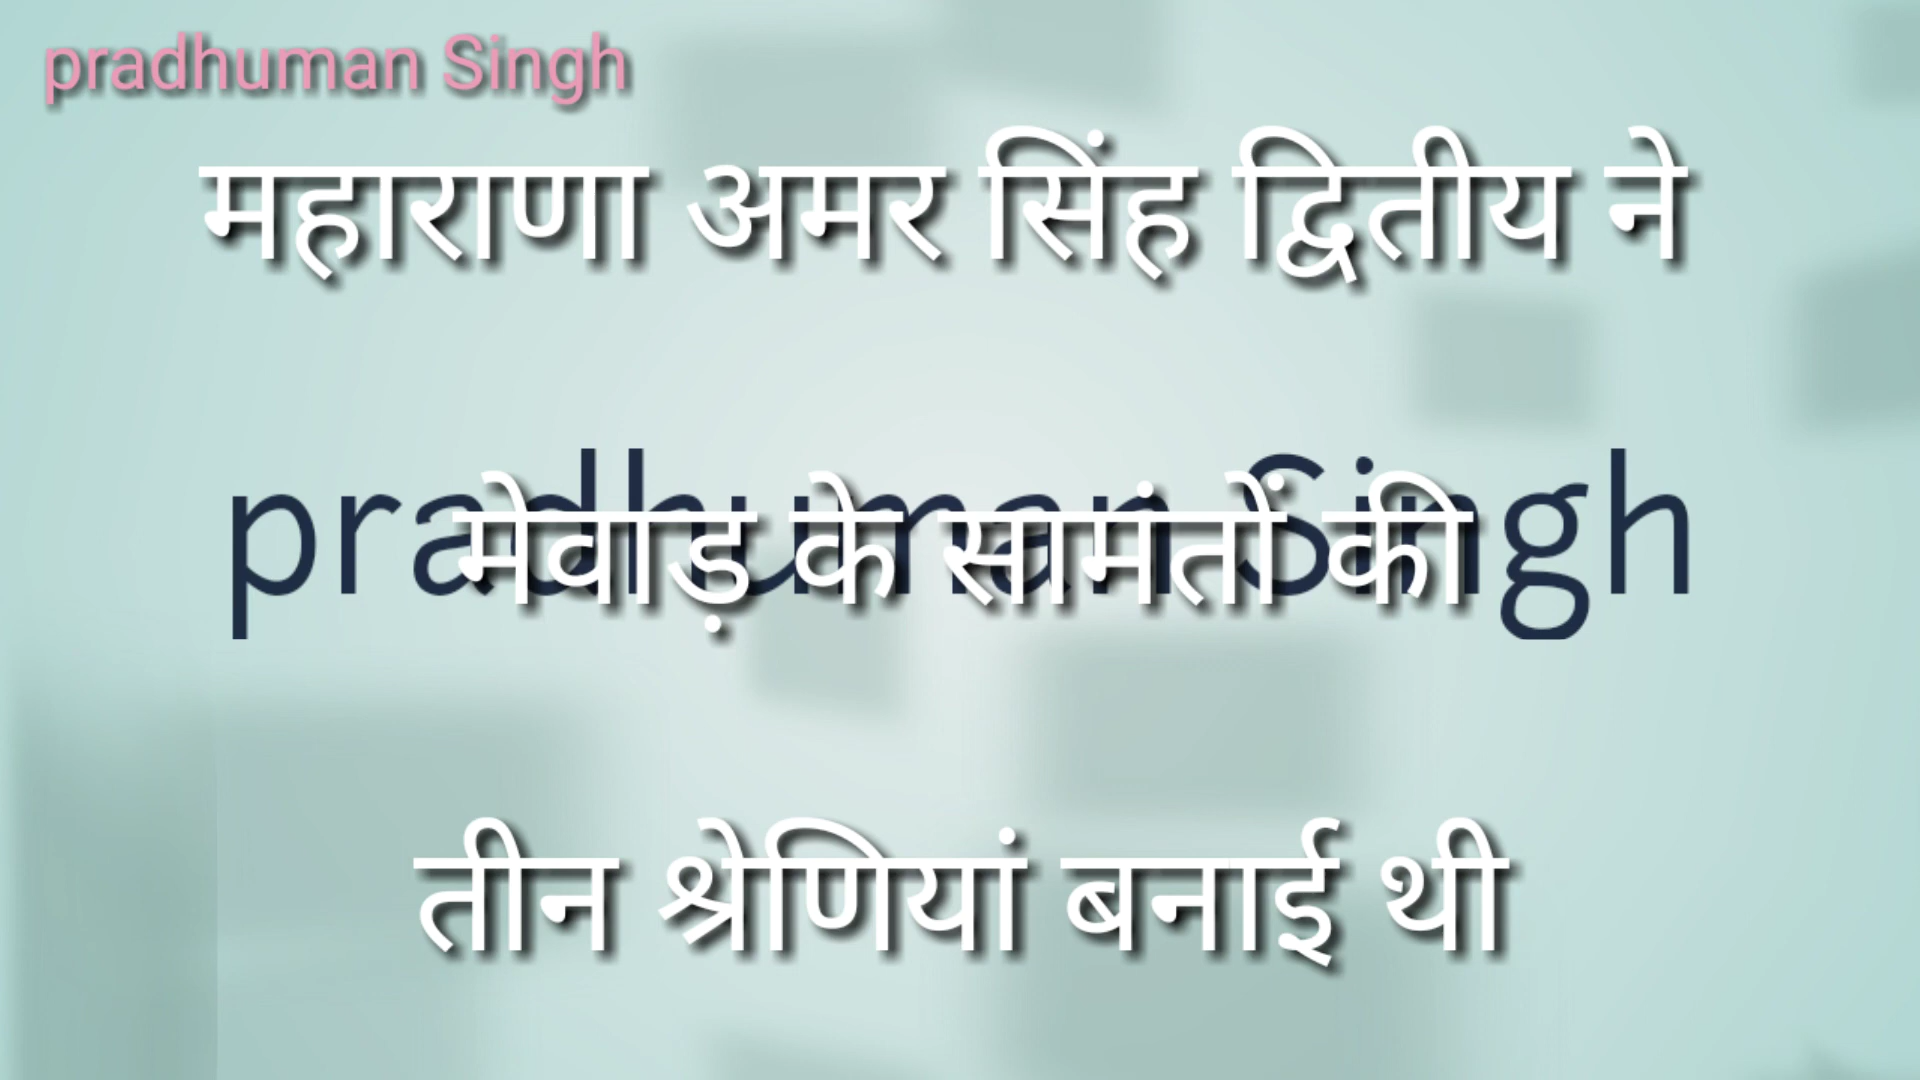 pradhuman Singh
महाराणा अमर सिंह द्वितीय ने
pradhuman Singh
मेवाड़ के सामंतों की
तीन श्रेणियां बनाई थी